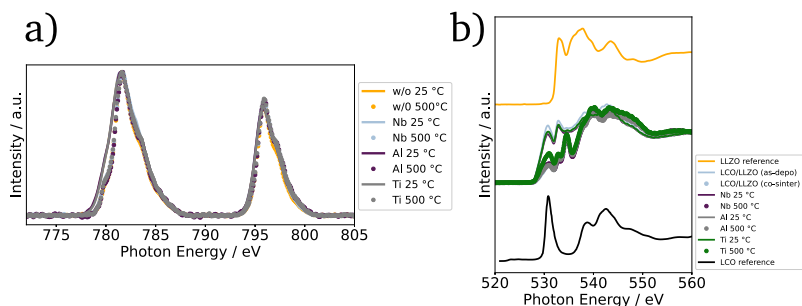 a)
Intensity / a.u.
775 780 785 790 795 800 805
Photon Energy / eV
w/o 25 °C
w/0 500°C
Nb 25 °C
Nb 500 °C
Al 25 °C
Al 500 °C
Ti 25 °C
Ti 500 °C
b)
Intensity / a.u.
520 530 540 550 560
Photon Energy / eV
LLZO reference
LCO/LLZO (as-depo)
LCO/LLZO (co-sinter)
Nb 25 °C
Nb 500 °C
Al 25 °C
Al 500 °C
Ti 25 °C
Ti 500 °C
LCO reference